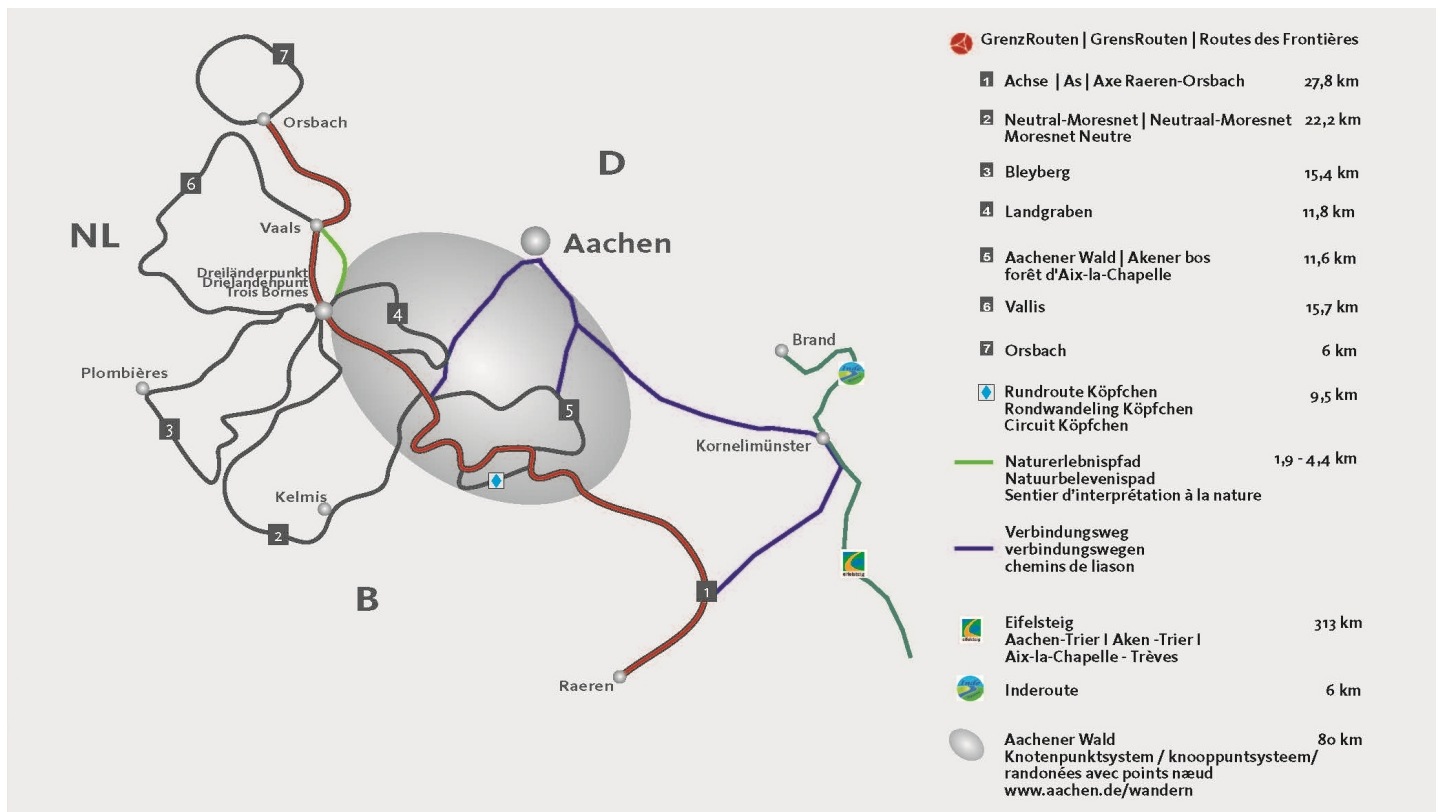 7
Orsbach
6
D
NL
Vaals
Aachen
Dreiländerpunkt
Drielandenpunt
Trois Bornes
4
Brand
Plombières
5
3
Kornelimünster
Kelmis
2
B
1
Raeren
GrenzRouten | GrensRouten | Routes des Frontières
1 Achse | As | Axe Raeren-Orsbach 27,8 km
2 Neutral-Moresnet | Neutraal-Moresnet 22,2 km
Moresnet Neutre
3 Bleyberg 15,4 km
4 Landgraben 11,8 km
5 Aachener Wald | Akener bos 11,6 km
forêt d'Aix-la-Chapelle
6 Vallis 15,7 km
7 Orsbach 6 km
Rundroute Köpfchen 9,5 km
Rondwandeling Köpfchen
Circuit Köpfchen
Naturerlebnispfad 1,9 - 4,4 km
Natuurbelevenispad
Sentier d'interprétation à la nature
Verbindungsweg
verbindungswegen
chemins de liason
Eifelsteig 313 km
Aachen-Trier I Aken -Trier I
Aix-la-Chapelle - Trèves
Inderoute 6 km
Aachener Wald 80 km
Knotenpunktsystem / knooppuntsysteem/
randonées avec points næud
www.aachen.de/wandern